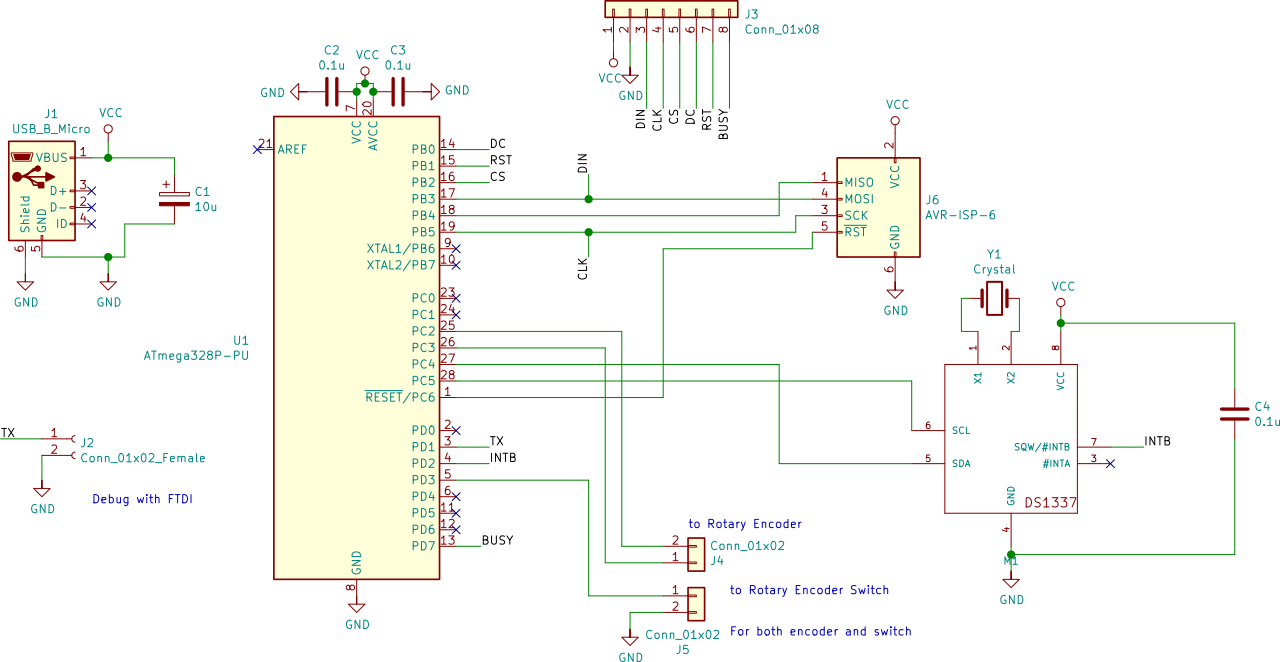 J3
Conn_01x08
1
2
3
4
5
6
7
8
VCC
GND
DIN
CLK
CS
DC
RST
BUSY
C2
0.1u
VCC
C3
0.1u
GND
GND
7
20
VCC
AVCC
21
AREF
J1
USB_B_Micro
VCC
VBUS
1
D+
3
D-
2
ID
4
Shield
GND
6
5
GND
GND
+
C1
10u
U1
ATmega328P-PU
PB0
14
DC
PB1
15
RST
PB2
16
CS
PB3
17
PB4
18
PB5
19
XTAL1/PB6
9
XTAL2/PB7
10
PC0
23
PC1
24
PC2
25
PC3
26
PC4
27
PC5
28
RESET/PC6
1
PD0
2
PD1
3
TX
PD2
4
INTB
PD3
5
PD4
6
PD5
11
PD6
12
PD7
13
BUSY
GND
8
GND
DIN
CLK
VCC
2
VCC
1
MISO
4
MOSI
3
SCK
5
RST
GND
6
GND
J6
AVR-ISP-6
Y1
Crystal
VCC
1
2
8
X1
X2
VCC
6
SCL
5
SDA
SQW/#INTB
7
INTB
#INTA
3
GND
DS1337
4
M1
GND
C4
0.1u
TX
1
2
J2
Conn_01x02_Female
GND
Debug with FTDI
to Rotary Encoder
2
1
Conn_01x02
J4
to Rotary Encoder Switch
1
2
Conn_01x02
J5
GND
For both encoder and switch